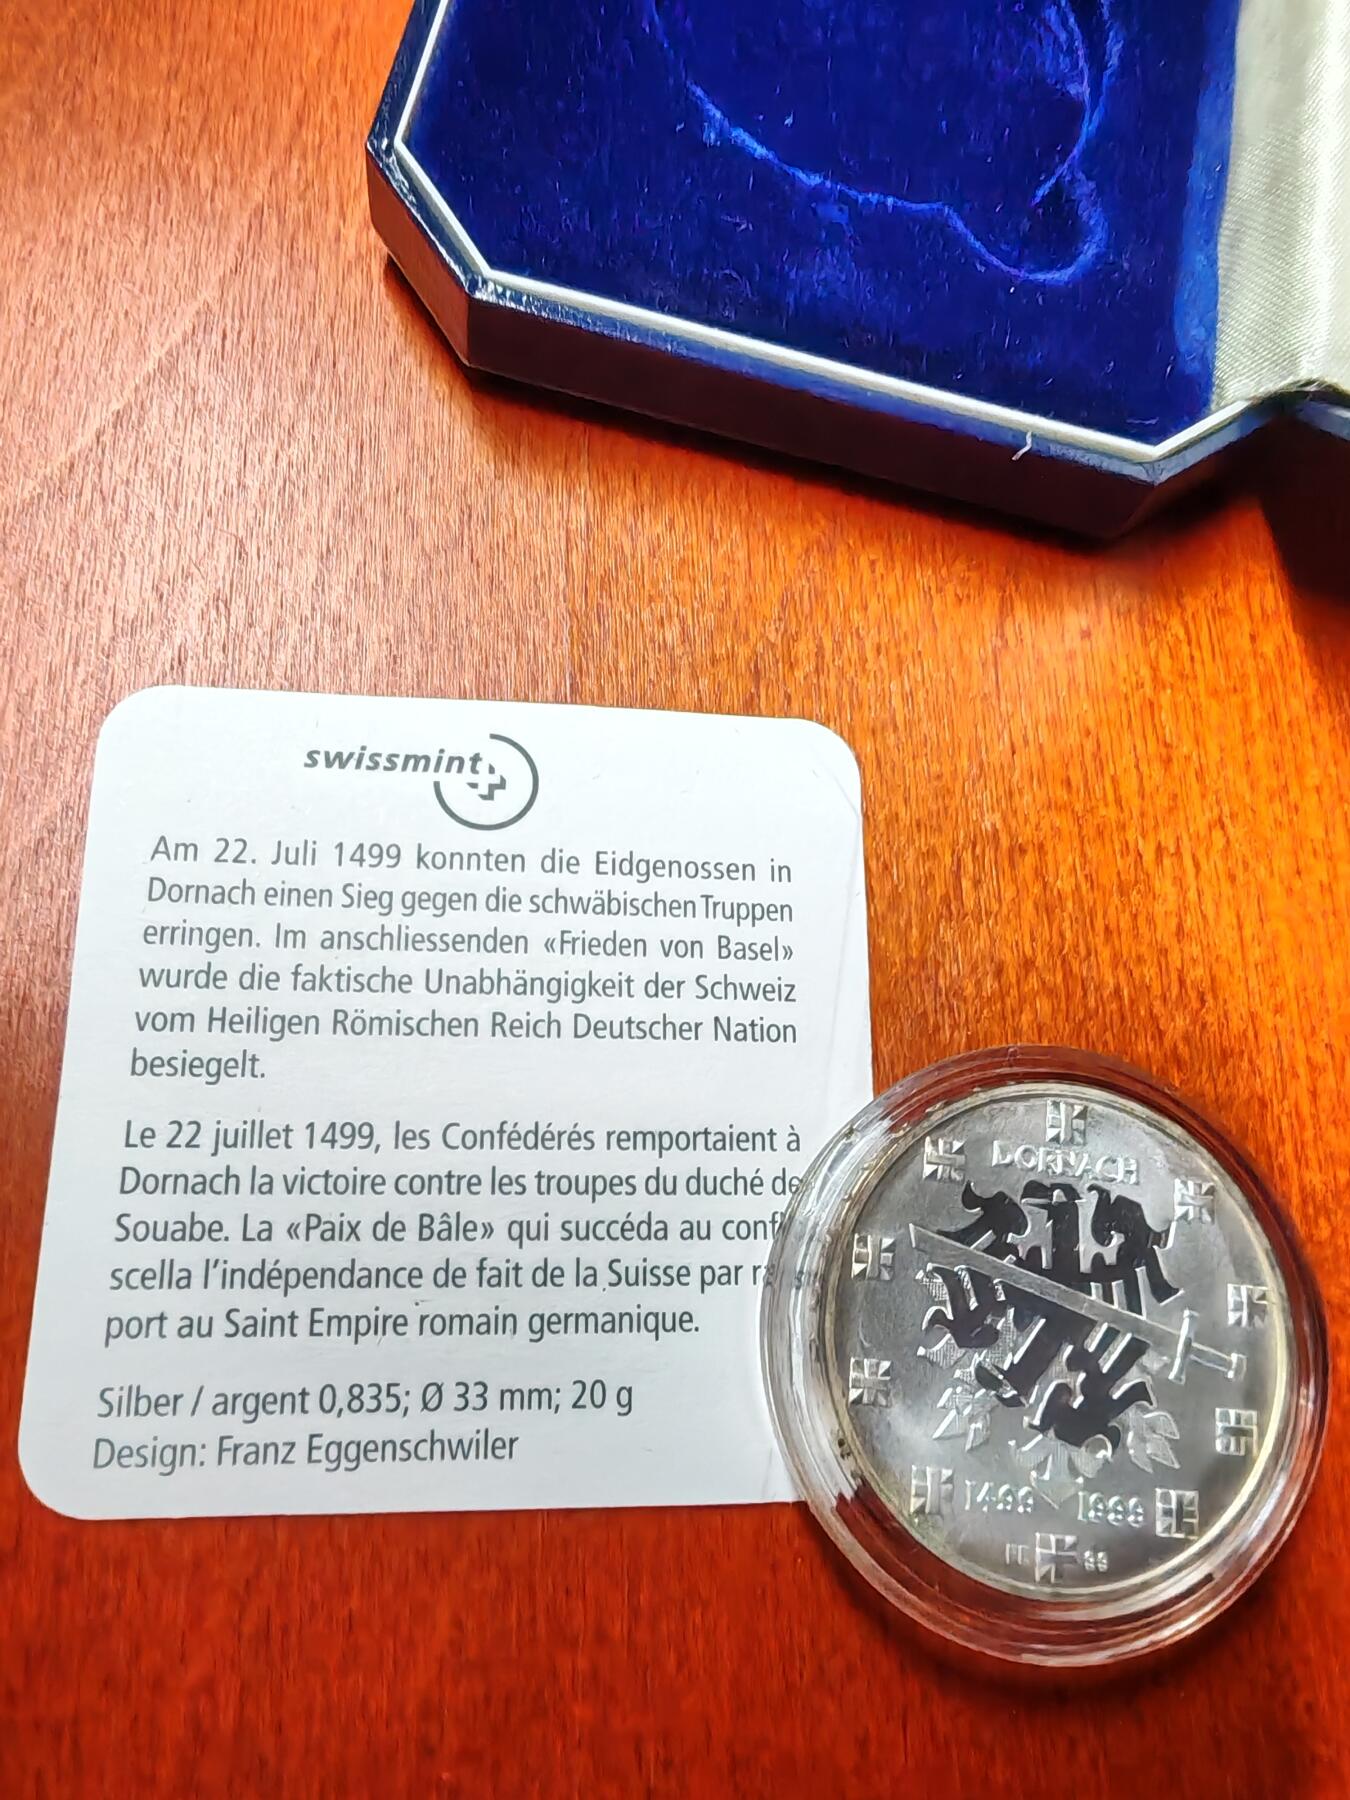 swissmint
Am 22. Juli 1499 konnten die Eidgenossen in
Dornach einen Sieg gegen die schwäbischen Truppen
erringen. Im anschliessenden «Frieden von Basel»
wurde die faktische Unabhängigkeit der Schweiz
vom Heiligen Römischen Reich Deutscher Nation
besiegelt.
Le 22 juillet 1499, les Confédérés remportaient à
Dornach la victoire contre les troupes du duché de
Souabe. La «Paix de Bâle» qui succéda au
scella l'indépendance de fait de la Suisse par
port au Saint Empire romain germanique.
Silber / argent 0,835; Ø 33 mm; 20 g
Design: Franz Eggenschwiler
DORNACH
1499 1999
FE 99